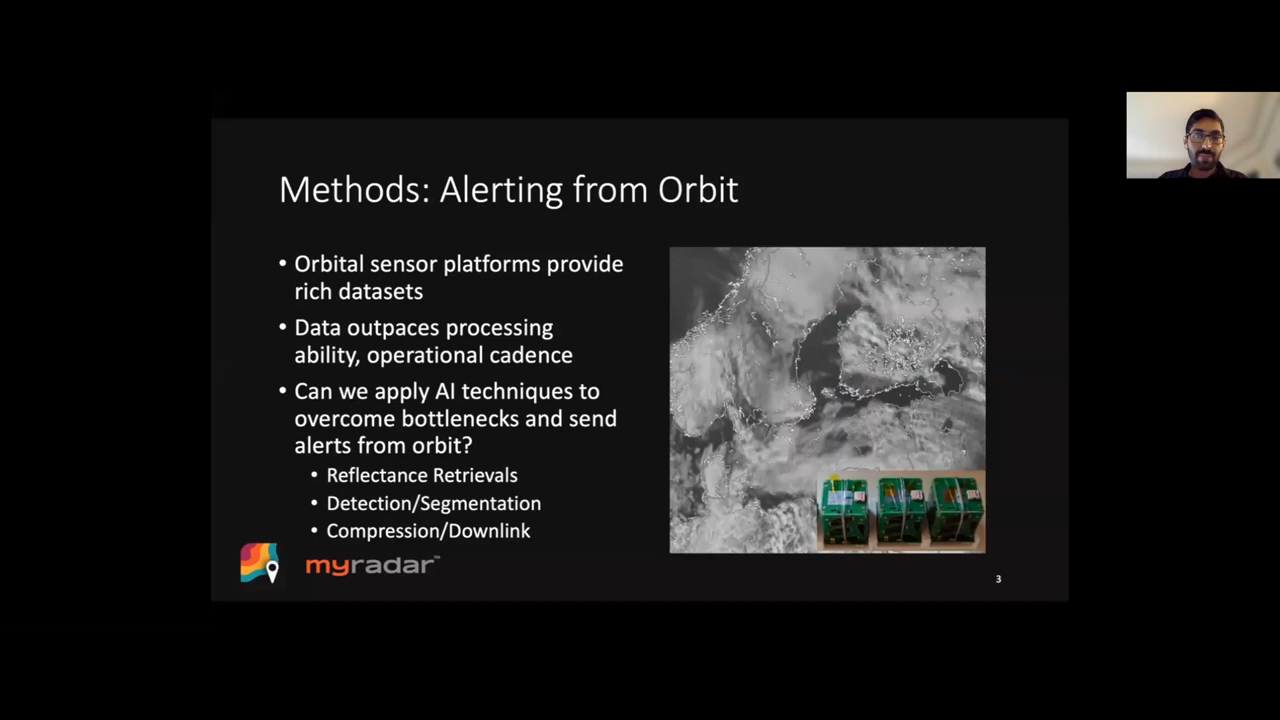 Methods: Alerting from Orbit
• Orbital sensor platforms provide
rich datasets
• Data outpaces processing
ability, operational cadence
• Can we apply AI techniques to
overcome bottlenecks and send
alerts from orbit?
• Reflectance Retrievals
• Detection/Segmentation
• Compression/Downlink
myradar™
3